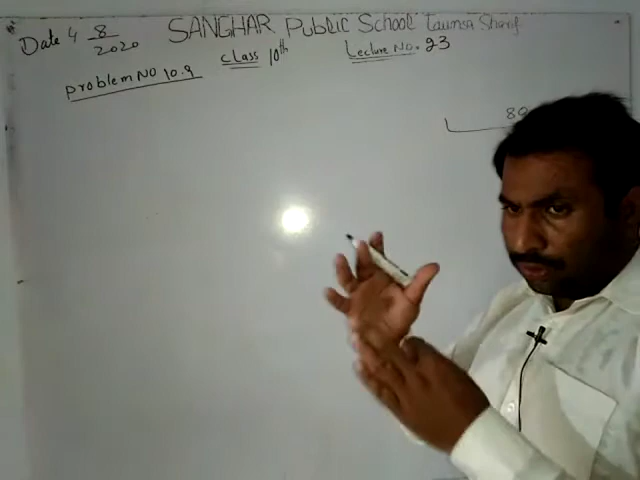 SANGHAR Public School Taunsa Sharif
Date 4 8/2020
class 10th
Lecture NO. 23
problem NO 10.9
80